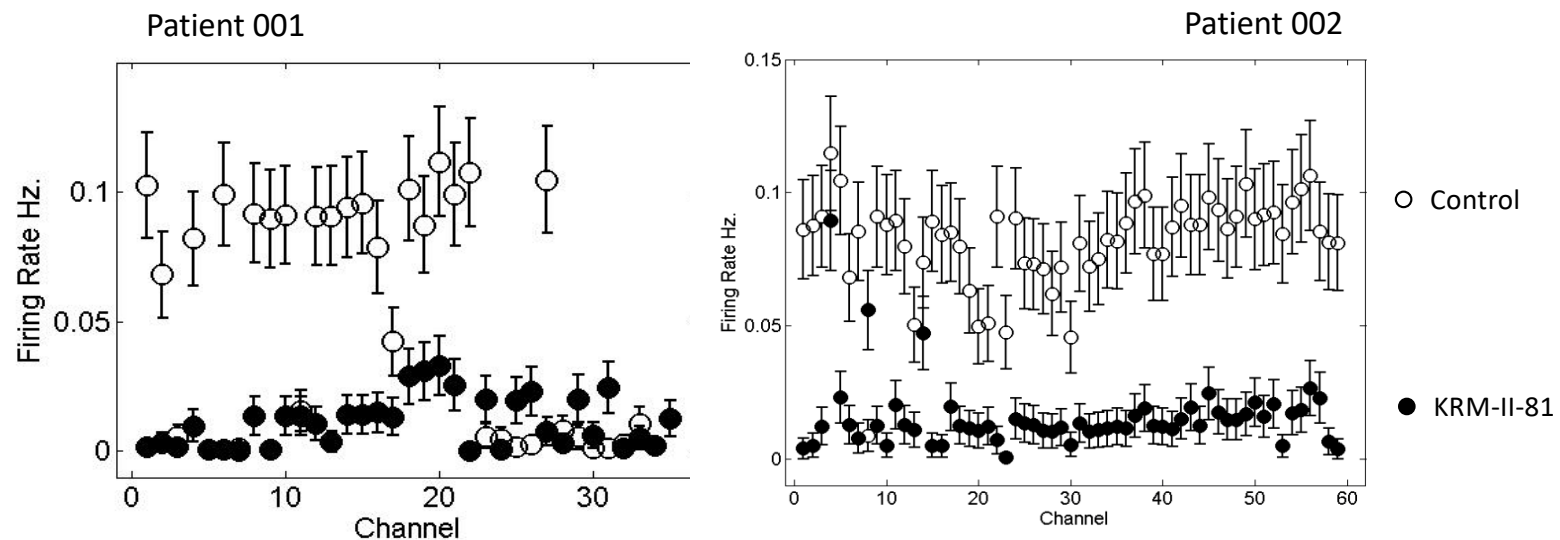 Patient 001
Firing Rate Hz.
0.1
0.05
0
0
10
20
30
Channel
Patient 002
0.15
0.1
0.05
0
Firing Rate Hz.
0
10
20
30
40
50
60
Channel
Control
KRM-II-81